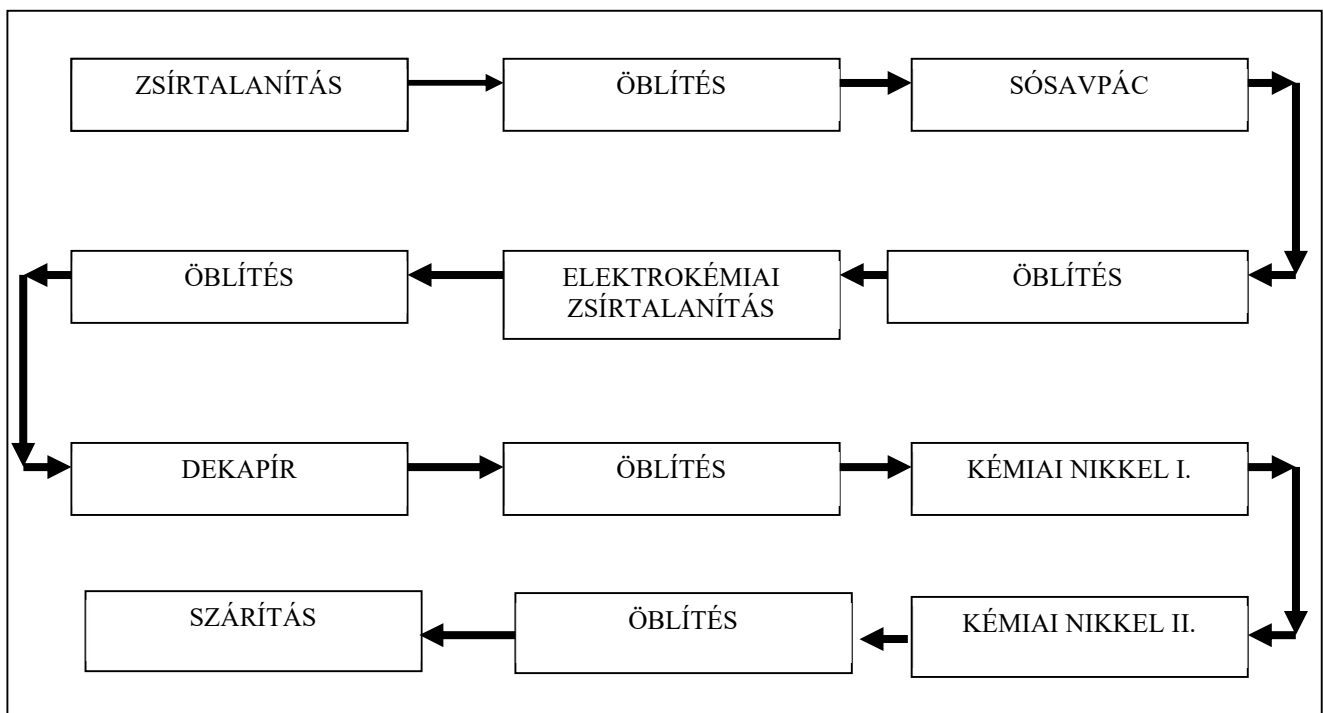 ZSÍRTALANÍTÁS
ÖBLÍTÉS
SÓSAVPÁC
ÖBLÍTÉS
ELEKTROKÉMIAI
ZSÍRTALANÍTÁS
ÖBLÍTÉS
DEKAPÍR
ÖBLÍTÉS
KÉMIAI NIKKEL I.
KÉMIAI NIKKEL II.
ÖBLÍTÉS
SZÁRÍTÁS